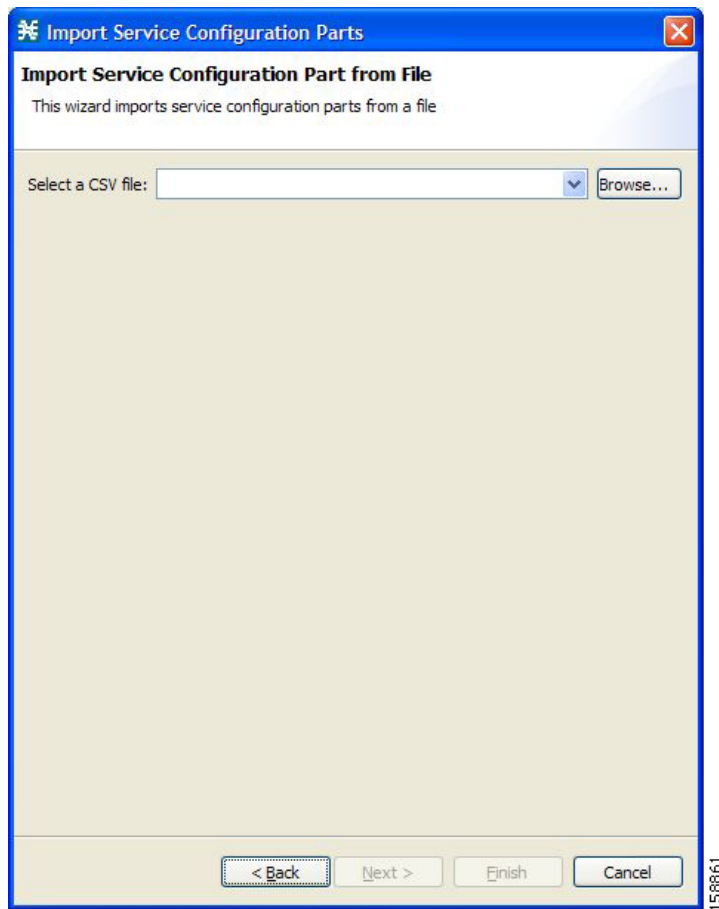 Import Service Configuration Parts
Import Service Configuration Part from File
This wizard imports service configuration parts from a file
Select a CSV file:
Browse...
< Back
Next >
Finish
Cancel
158861